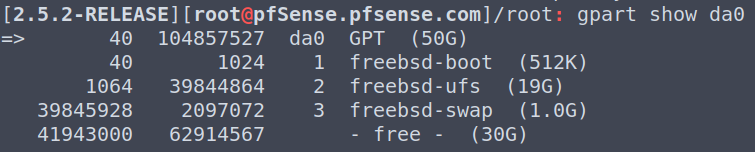 [2.5.2-RELEASE][root@pfSense.pfsense.com]/root: gpart show da0
=>       40  104857527  da0  GPT  (50G)
         40       1024    1  freebsd-boot  (512K)
       1064   39844864    2  freebsd-ufs  (19G)
   39845928    2097072    3  freebsd-swap  (1.0G)
   41943000   62914567       - free -  (30G)